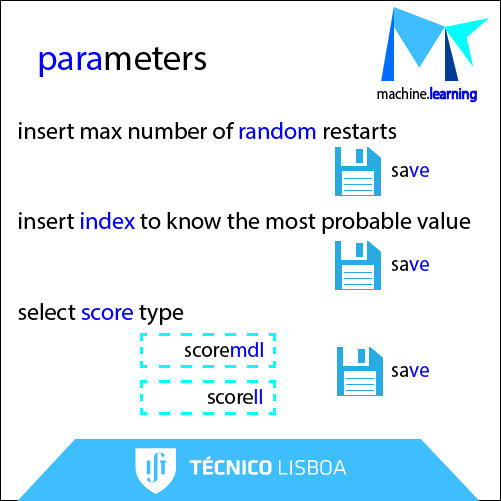 parameters
machine.learning
insert max number of random restarts
save
insert index to know the most probable value
save
select score type
scoremdl
save
scorell
TÉCNICO LISBOA